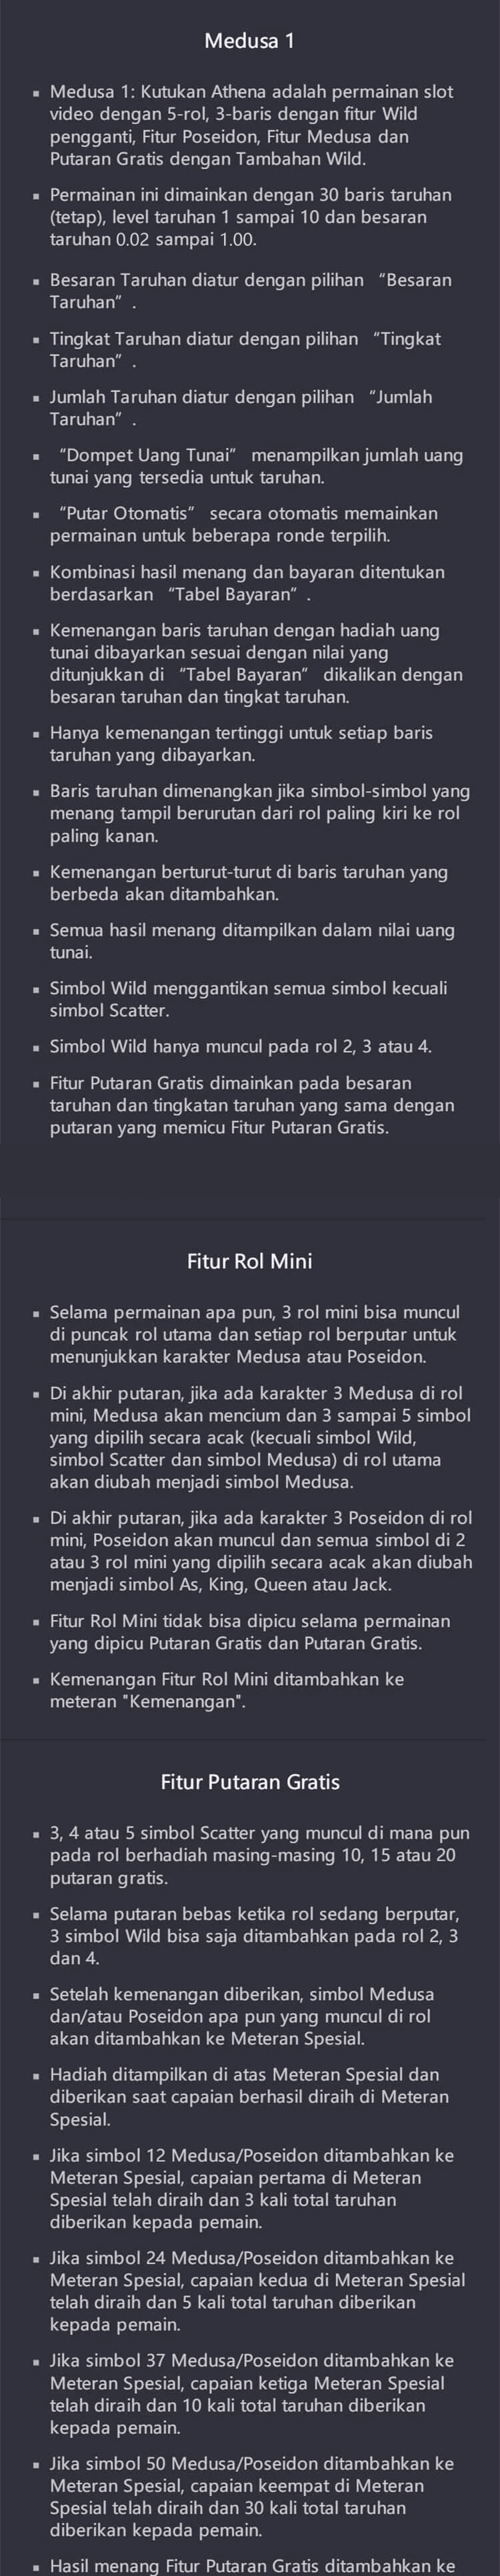 Medusa 1
▪ Medusa 1: Kutukan Athena adalah permainan slot
video dengan 5-rol, 3-baris dengan fitur Wild
pengganti, Fitur Poseidon, Fitur Medusa dan
Putaran Gratis dengan Tambahan Wild.
▪ Permainan ini dimainkan dengan 30 baris taruhan
(tetap), level taruhan 1 sampai 10 dan besaran
taruhan 0.02 sampai 1.00.
▪ Besaran Taruhan diatur dengan pilihan “Besaran
Taruhan” .
▪ Tingkat Taruhan diatur dengan pilihan “Tingkat
Taruhan” .
▪ Jumlah Taruhan diatur dengan pilihan “Jumlah
Taruhan” .
▪ “Dompet Uang Tunai” menampilkan jumlah uang
tunai yang tersedia untuk taruhan.
▪ “Putar Otomatis” secara otomatis memainkan
permainan untuk beberapa ronde terpilih.
▪ Kombinasi hasil menang dan bayaran ditentukan
berdasarkan “Tabel Bayaran” .
▪ Kemenangan baris taruhan dengan hadiah uang
tunai dibayarkan sesuai dengan nilai yang
ditunjukkan di “Tabel Bayaran” dikalikan dengan
besaran taruhan dan tingkat taruhan.
▪ Hanya kemenangan tertinggi untuk setiap baris
taruhan yang dibayarkan.
▪ Baris taruhan dimenangkan jika simbol-simbol yang
menang tampil berurutan dari rol paling kiri ke rol
paling kanan.
▪ Kemenangan berturut-turut di baris taruhan yang
berbeda akan ditambahkan.
▪ Semua hasil menang ditampilkan dalam nilai uang
tunai.
▪ Simbol Wild menggantikan semua simbol kecuali
simbol Scatter.
▪ Simbol Wild hanya muncul pada rol 2, 3 atau 4.
▪ Fitur Putaran Gratis dimainkan pada besaran
taruhan dan tingkatan taruhan yang sama dengan
putaran yang memicu Fitur Putaran Gratis.
Fitur Rol Mini
▪ Selama permainan apa pun, 3 rol mini bisa muncul
di puncak rol utama dan setiap rol berputar untuk
menunjukkan karakter Medusa atau Poseidon.
▪ Di akhir putaran, jika ada karakter 3 Medusa di rol
mini, Medusa akan mencium dan 3 sampai 5 simbol
yang dipilih secara acak (kecuali simbol Wild,
simbol Scatter dan simbol Medusa) di rol utama
akan diubah menjadi simbol Medusa.
▪ Di akhir putaran, jika ada karakter 3 Poseidon di rol
mini, Poseidon akan muncul dan semua simbol di 2
atau 3 rol mini yang dipilih secara acak akan diubah
menjadi simbol As, King, Queen atau Jack.
▪ Fitur Rol Mini tidak bisa dipicu selama permainan
yang dipicu Putaran Gratis dan Putaran Gratis.
▪ Kemenangan Fitur Rol Mini ditambahkan ke
meteran "Kemenangan".
Fitur Putaran Gratis
▪ 3, 4 atau 5 simbol Scatter yang muncul di mana pun
pada rol berhadiah masing-masing 10, 15 atau 20
putaran gratis.
▪ Selama putaran bebas ketika rol sedang berputar,
3 simbol Wild bisa saja ditambahkan pada rol 2, 3
dan 4.
▪ Setelah kemenangan diberikan, simbol Medusa
dan/atau Poseidon apa pun yang muncul di rol
akan ditambahkan ke Meteran Spesial.
▪ Hadiah ditampilkan di atas Meteran Spesial dan
diberikan saat capaian berhasil diraih di Meteran
Spesial.
▪ Jika simbol 12 Medusa/Poseidon ditambahkan ke
Meteran Spesial, capaian pertama di Meteran
Spesial telah diraih dan 3 kali total taruhan
diberikan kepada pemain.
▪ Jika simbol 24 Medusa/Poseidon ditambahkan ke
Meteran Spesial, capaian kedua di Meteran Spesial
telah diraih dan 5 kali total taruhan diberikan
kepada pemain.
▪ Jika simbol 37 Medusa/Poseidon ditambahkan ke
Meteran Spesial, capaian ketiga Meteran Spesial
telah diraih dan 10 kali total taruhan diberikan
kepada pemain.
▪ Jika simbol 50 Medusa/Poseidon ditambahkan ke
Meteran Spesial, capaian keempat di Meteran
Spesial telah diraih dan 30 kali total taruhan
diberikan kepada pemain.
▪ Hasil menang Fitur Putaran Gratis ditambahkan ke